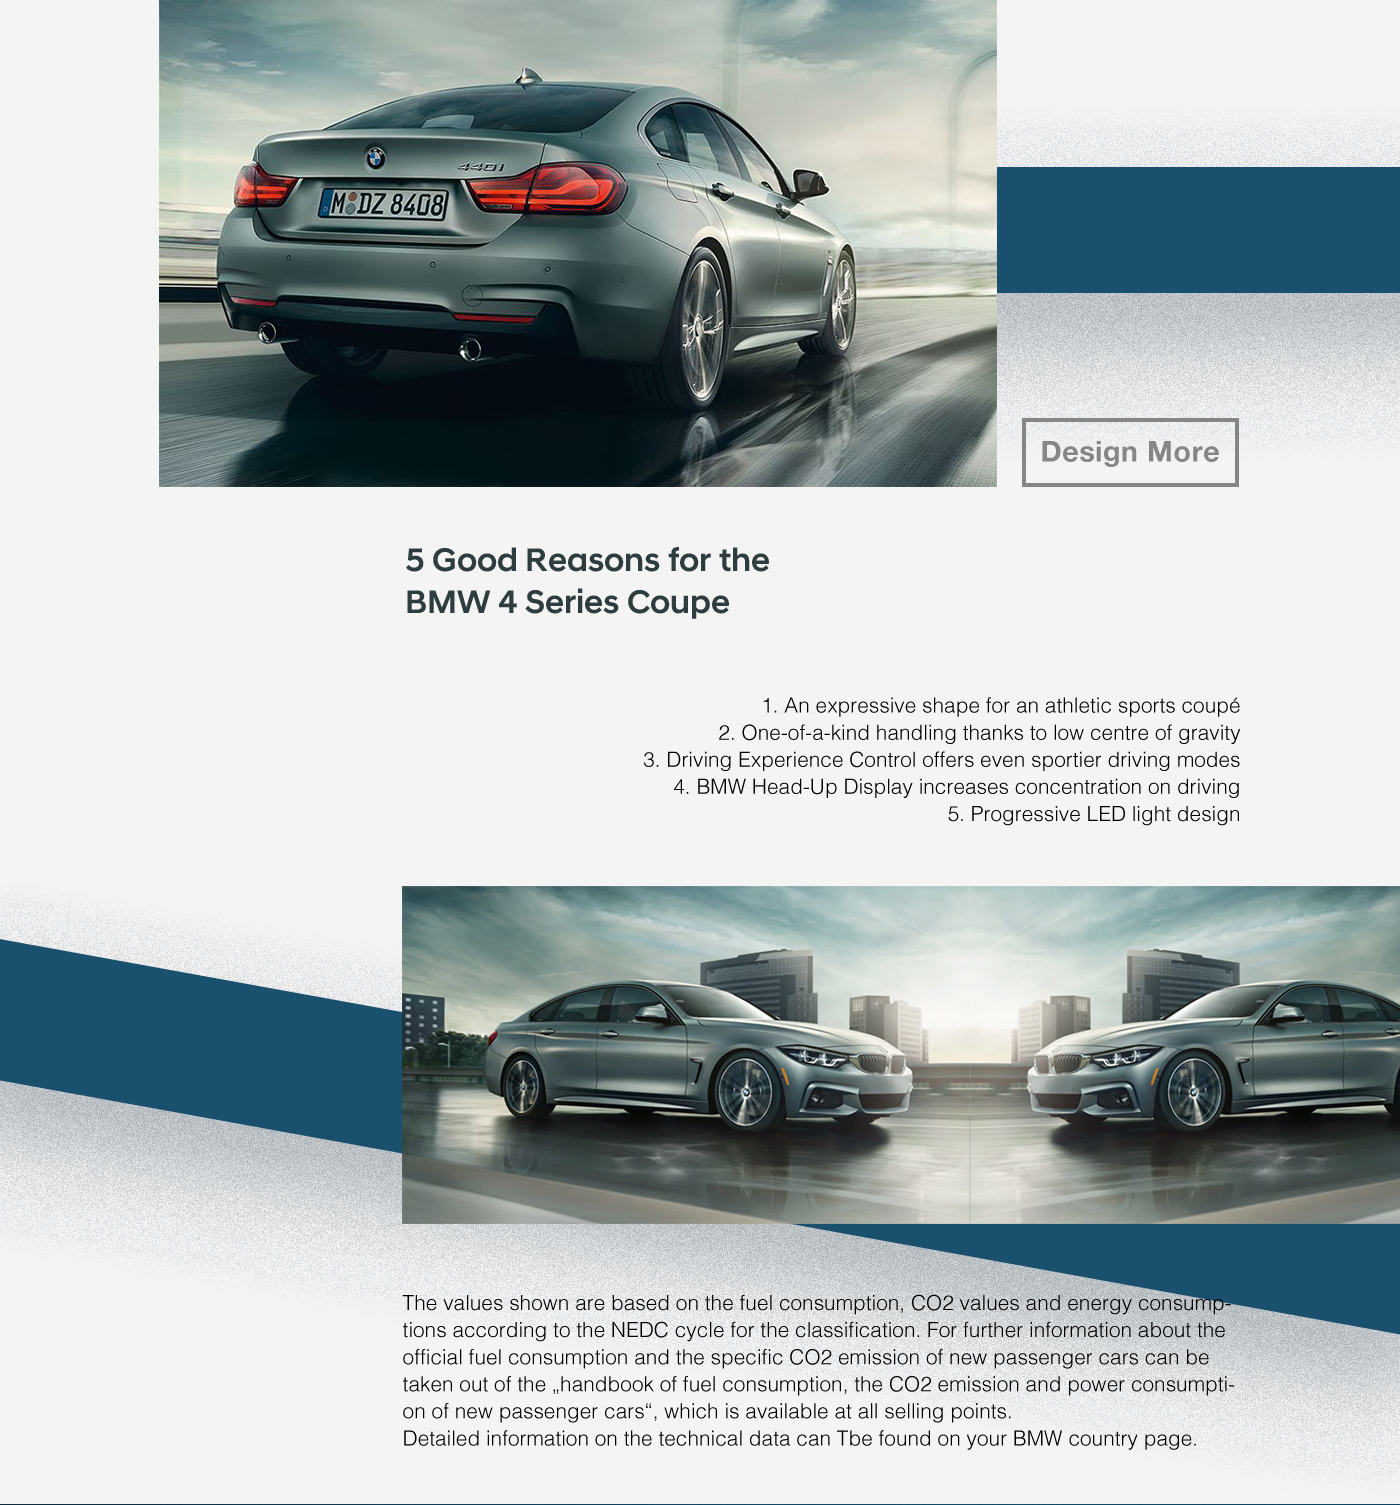 440i
M DZ 8408
Design More
5 Good Reasons for the
BMW 4 Series Coupe
1. An expressive shape for an athletic sports coupé
2. One-of-a-kind handling thanks to low centre of gravity
3. Driving Experience Control offers even sportier driving modes
4. BMW Head-Up Display increases concentration on driving
5. Progressive LED light design
The values shown are based on the fuel consumption, CO2 values and energy consump-
tions according to the NEDC cycle for the classification. For further information about the
official fuel consumption and the specific CO2 emission of new passenger cars can be
taken out of the „handbook of fuel consumption, the CO2 emission and power consumpti-
on of new passenger cars“, which is available at all selling points.
Detailed information on the technical data can Tbe found on your BMW country page.